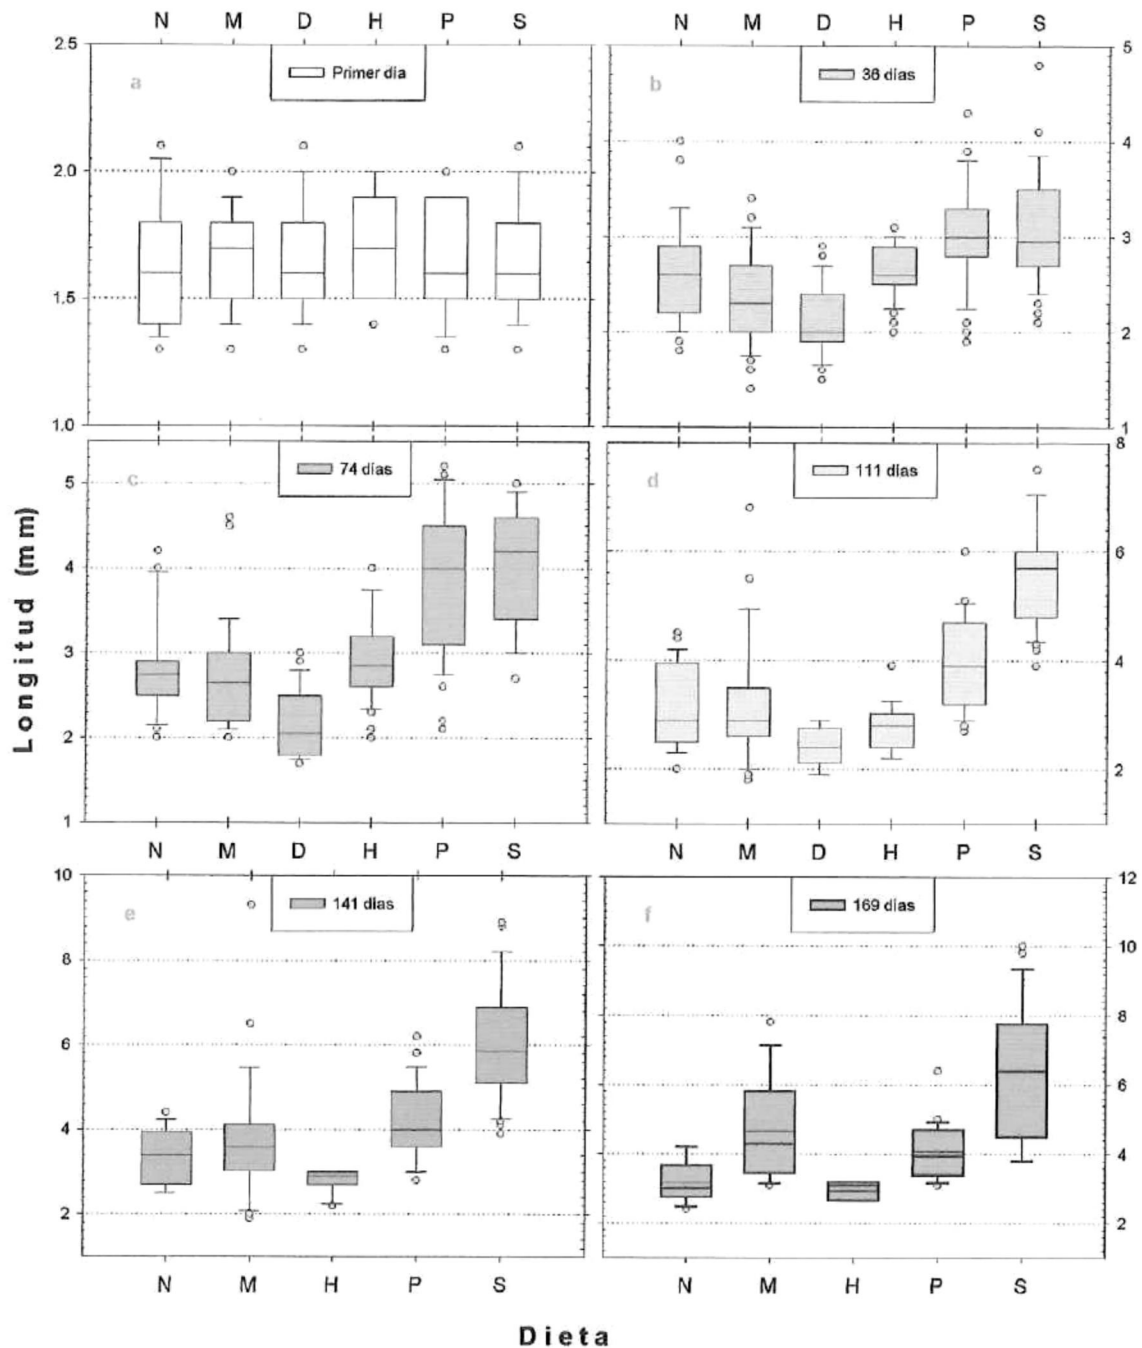 N M D H P S N M D H P S
2.5 a Primer día b 36 días 5
2.0 4
3
1.5 2
1.0 1
c 74 días d 111 días 8
5
4 6
3 4
2 2
1
N M D H P S N M D H P S
10 e 141 días f 169 días 12
8 10
6 8
4 6
2 4
2
N M H P S N M H P S
Longitud (mm)
Dieta